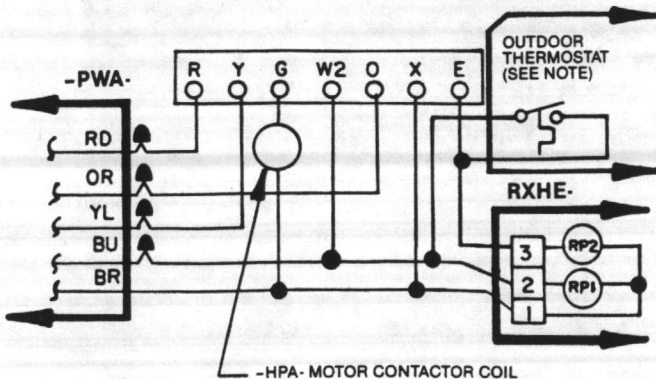 OUTDOOR
THERMOSTAT
(SEE NOTE)
-PWA-
R Y G W2 O X E
RD
OR
YL
BU
BR
RXHE-
3 RP2
2 RP1
1
-HPA- MOTOR CONTACTOR COIL